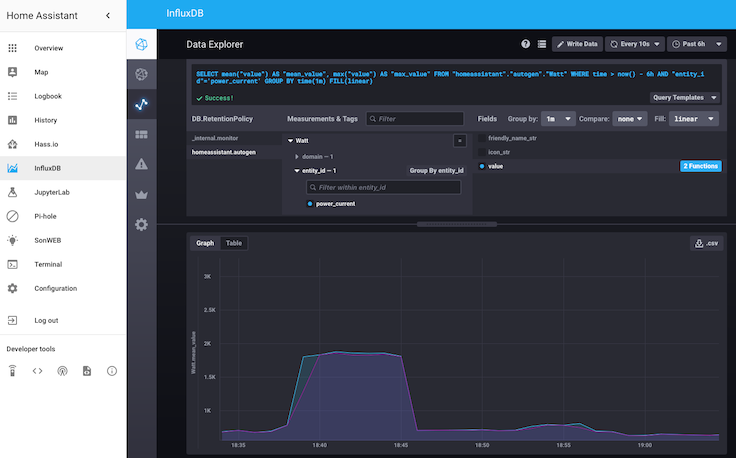 Home Assistant
InfluxDB
Overview
Map
Logbook
History
Hass.io
InfluxDB
JupyterLab
Pi-hole
SonWEB
Terminal
Configuration
Log out
Developer tools
Data Explorer
Write Data
Every 10s
Past 6h
SELECT mean("value") AS "mean_value", max("value") AS "max_value" FROM "homeassistant"."autogen"."Watt" WHERE time > now() - 6h AND "entity_i
d"='power_current' GROUP BY time(1m) FILL(linear)
Success!
Query Templates
DB.RetentionPolicy
Measurements & Tags
Filter
Fields
Group by:
1m
Compare:
none
Fill:
linear
_internal.monitor
homeassistant.autogen
Watt
domain — 1
entity_id — 1
Group By entity_id
Filter within entity_id
power_current
friendly_name_str
icon_str
value
2 Functions
Graph
Table
.csv
Watt.mean_value
3K
2.5K
2K
1.5K
1K
18:35
18:40
18:45
18:50
18:55
19:00